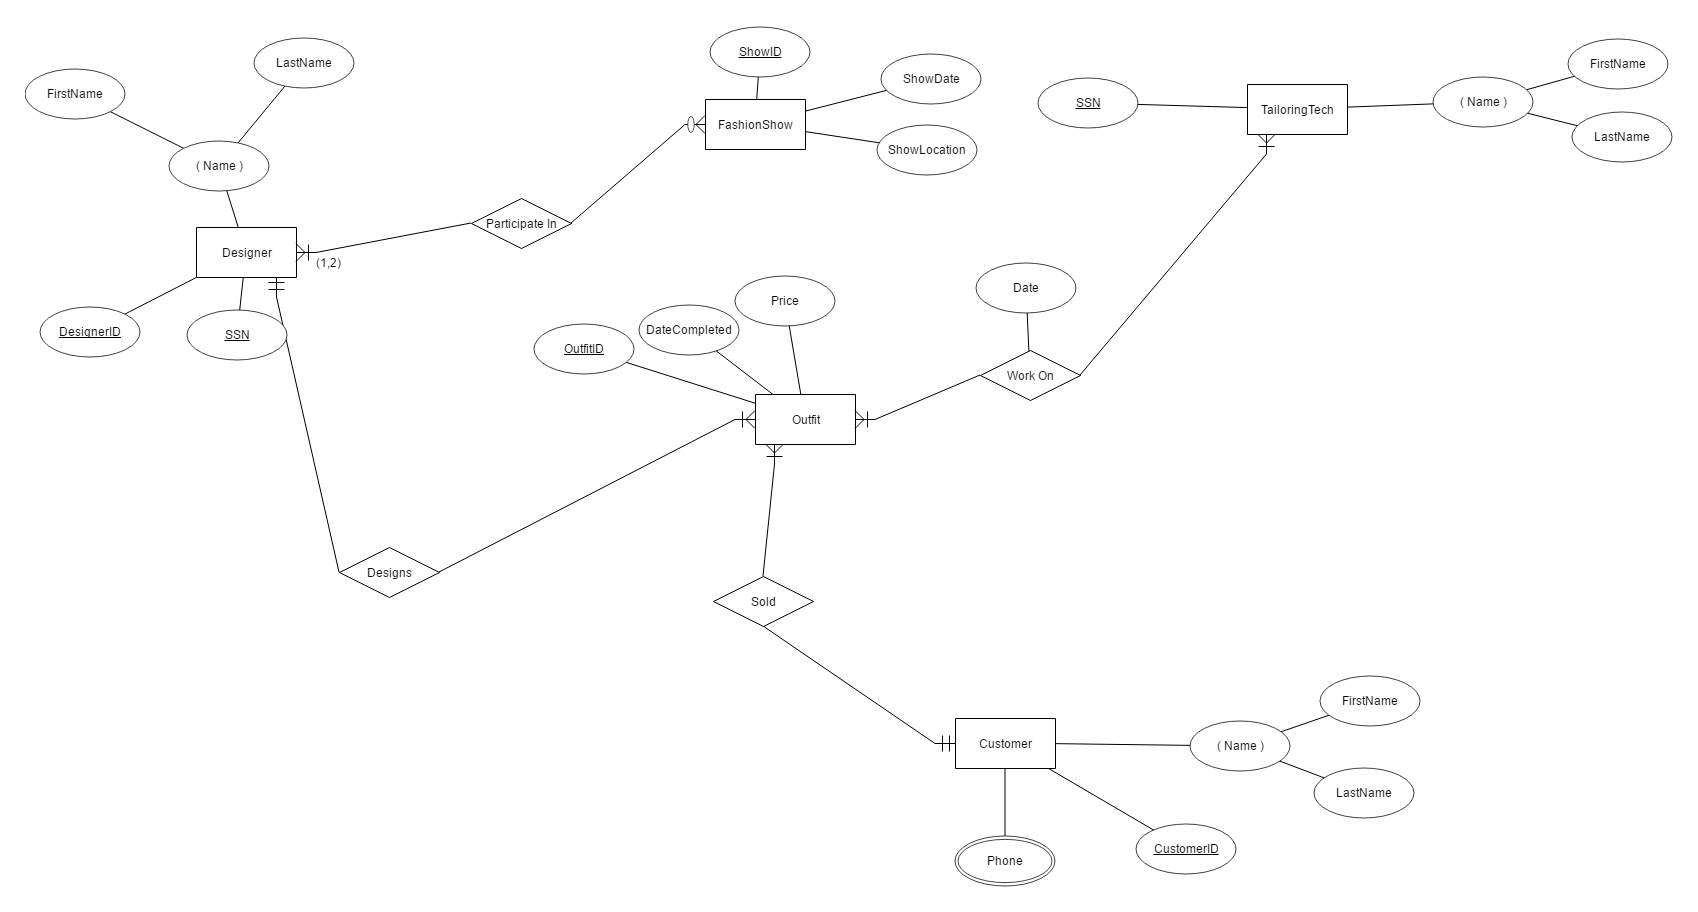 ShowID
LastName
FirstName
ShowDate
FirstName
SSN
( Name )
TailoringTech
FashionShow
ShowLocation
LastName
( Name )
Participate In
Designer
(1,2)
DesignerID
SSN
Date
Price
DateCompleted
OutfitID
Work On
Outfit
Designs
Sold
FirstName
Customer
( Name )
LastName
Phone
CustomerID